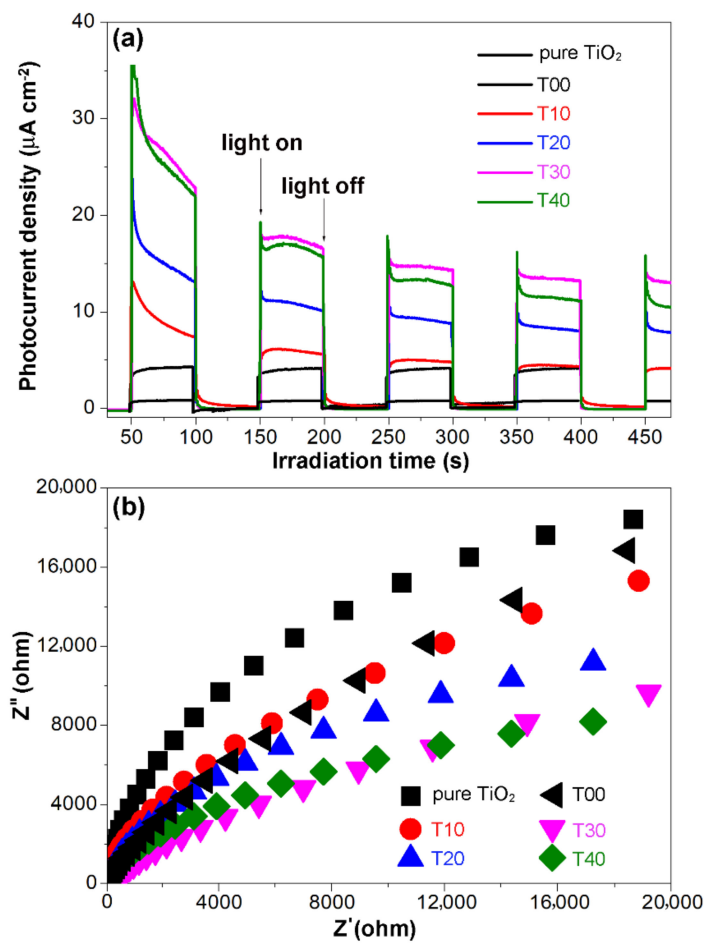 (a)
40
30
20
10
0
Photocurrent density (μA cm⁻²)
pure TiO₂
T00
T10
T20
T30
T40
light on
light off
50 100 150 200 250 300 350 400 450
Irradiation time (s)
(b)
20,000
16,000
12,000
8000
4000
0
Z" (ohm)
pure TiO₂ T00
T10 T30
T20 T40
0 4000 8000 12,000 16,000 20,000
Z' (ohm)